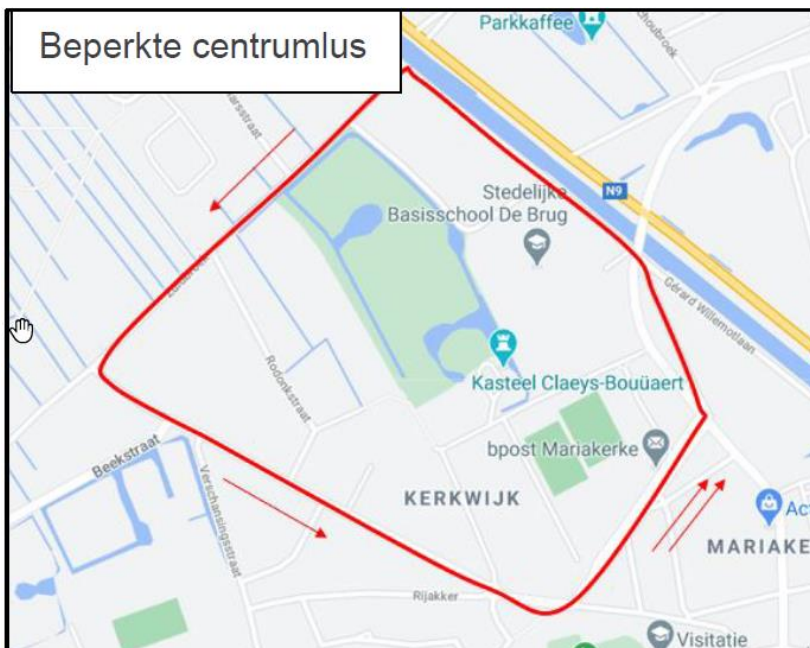 Beperkte centrumlus
Parkkaffee
Stedelijke
Basisschool De Brug
N9
Gérard Willemotlaan
Kasteel Claeys-Bouüaert
Rodonkstraat
bpost Mariakerke
Beekstraat
Verschansingsstraat
KERKWIJK
MARIAKE
Rijakker
Visitatie